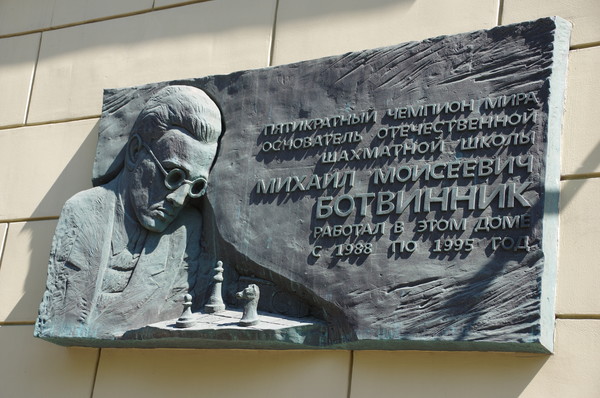 ПЯТИКРАТНЫЙ ЧЕМПИОН МИРА
ОСНОВАТЕЛЬ ОТЕЧЕСТВЕННОЙ
ШАХМАТНОЙ ШКОЛЫ
МИХАИЛ МОИСЕЕВИЧ
БОТВИННИК
РАБОТАЛ В ЭТОМ ДОМЕ
С 1988 ПО 1995 ГОД